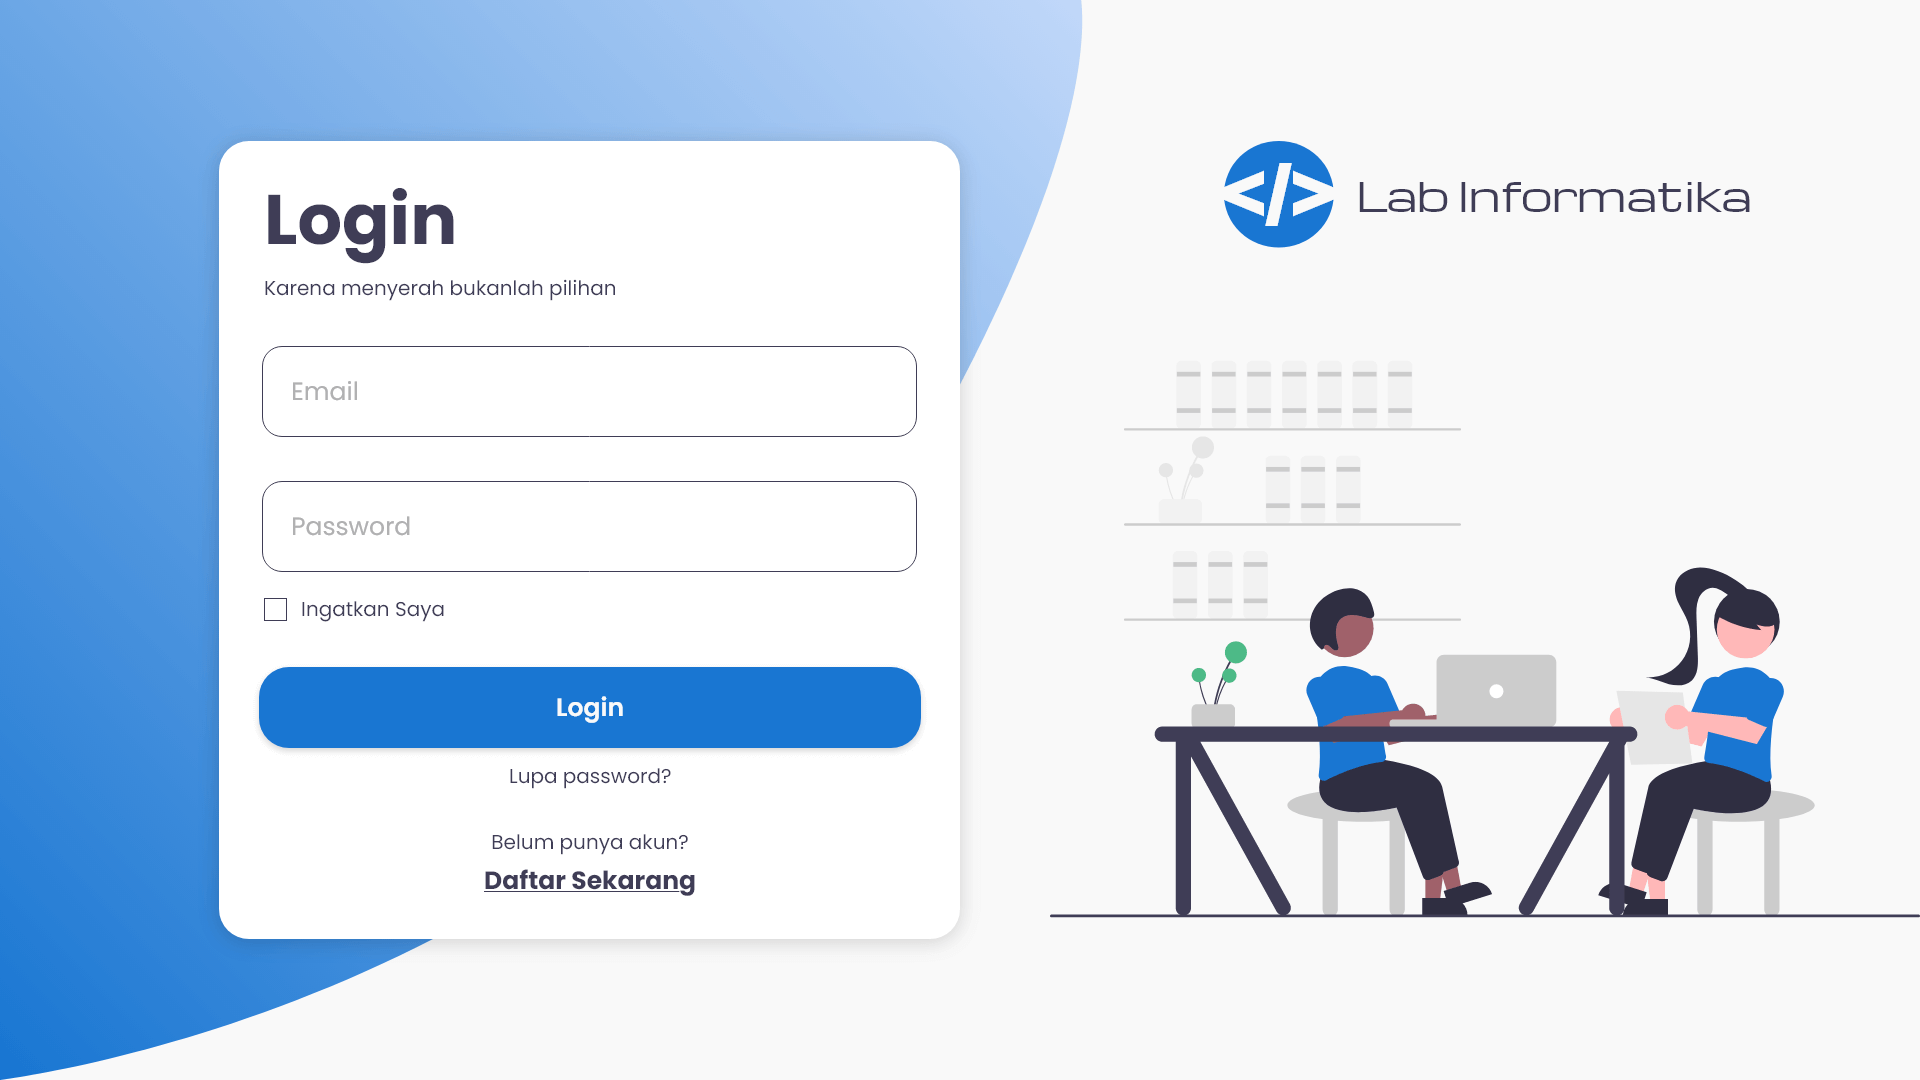 Login
Karena menyerah bukanlah pilihan
Email
Password
Ingatkan Saya
Login
Lupa password?
Belum punya akun?
Daftar Sekarang
</>
Lab Informatika